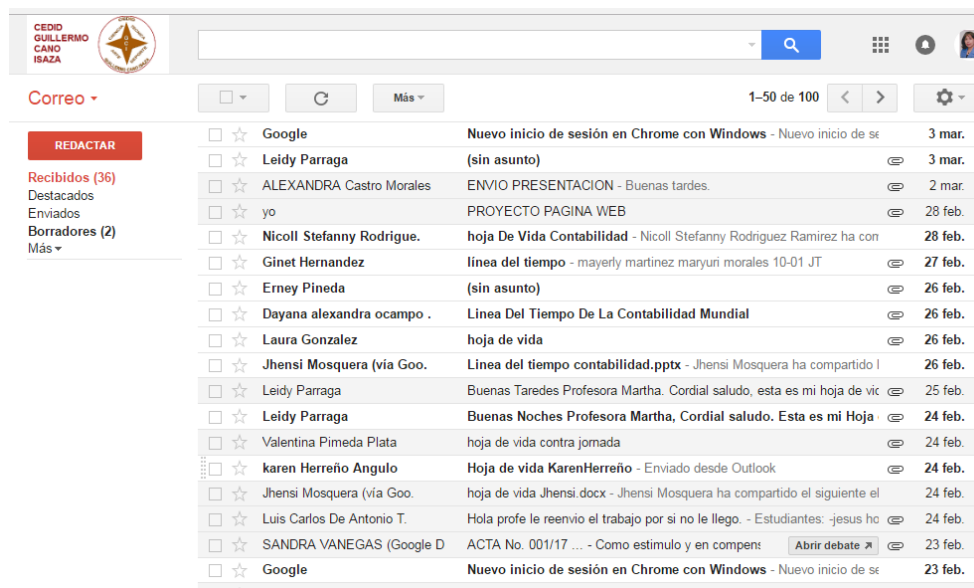 CEDID
GUILLERMO
CANO
ISAZA
Correo
Más
1–50 de 100
REDACTAR
Recibidos (36)
Destacados
Enviados
Borradores (2)
Más
Google Nuevo inicio de sesión en Chrome con Windows - Nuevo inicio de se 3 mar.
Leidy Parraga (sin asunto) 3 mar.
ALEXANDRA Castro Morales ENVIO PRESENTACION - Buenas tardes. 2 mar.
yo PROYECTO PAGINA WEB 28 feb.
Nicoll Stefanny Rodrigue. hoja De Vida Contabilidad - Nicoll Stefanny Rodriguez Ramirez ha com 28 feb.
Ginet Hernandez línea del tiempo - mayerly martinez maryuri morales 10-01 JT 27 feb.
Erney Pineda (sin asunto) 26 feb.
Dayana alexandra ocampo . Linea Del Tiempo De La Contabilidad Mundial 26 feb.
Laura Gonzalez hoja de vida 26 feb.
Jhensi Mosquera (vía Goo. Linea del tiempo contabilidad.pptx - Jhensi Mosquera ha compartido 26 feb.
Leidy Parraga Buenas Taredes Profesora Martha. Cordial saludo, esta es mi hoja de vic 25 feb.
Leidy Parraga Buenas Noches Profesora Martha, Cordial saludo. Esta es mi Hoja 24 feb.
Valentina Pimeda Plata hoja de vida contra jornada 24 feb.
karen Herreño Angulo Hoja de vida KarenHerreño - Enviado desde Outlook 24 feb.
Jhensi Mosquera (vía Goo. hoja de vida Jhensi.docx - Jhensi Mosquera ha compartido el siguiente el 24 feb.
Luis Carlos De Antonio T. Hola profe le reenvio el trabajo por si no le llego. - Estudiantes: -jesus ho 24 feb.
SANDRA VANEGAS (Google D ACTA No. 001/17 ... - Como estimulo y en compens Abrir debate 23 feb.
Google Nuevo inicio de sesión en Chrome con Windows - Nuevo inicio de se 23 feb.